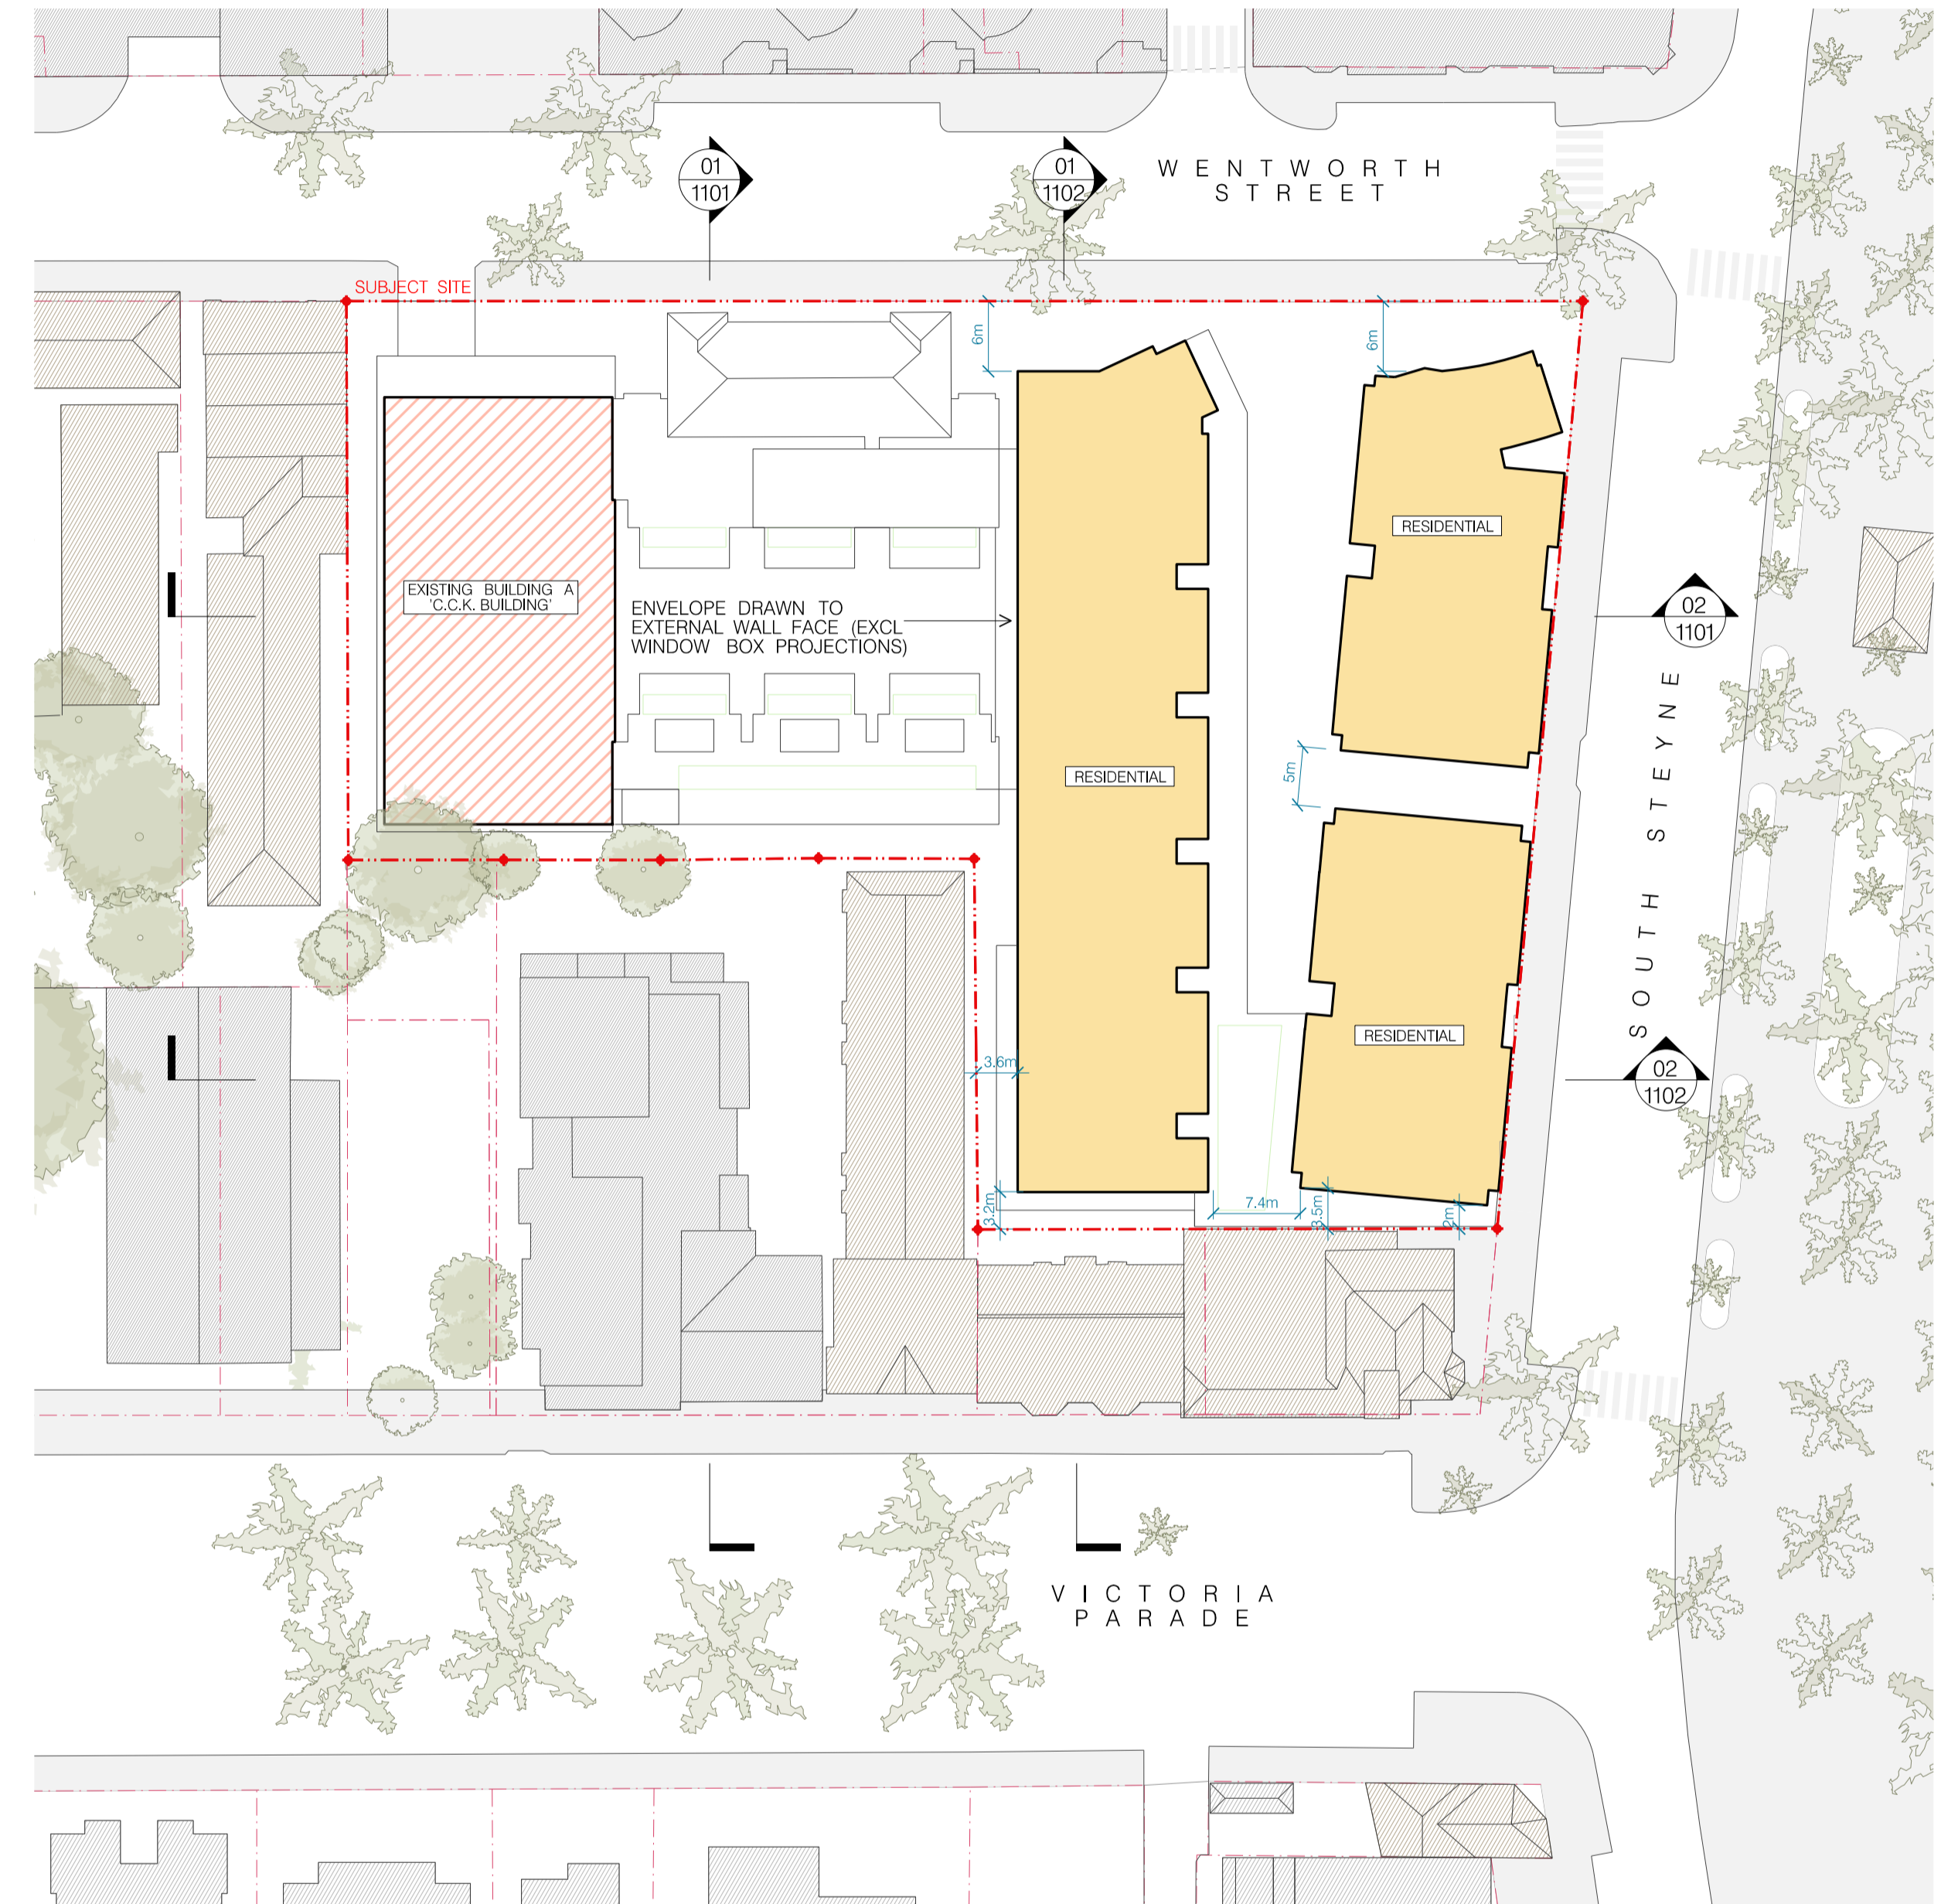 01
1101
01
1102
WENTWORTH
STREET
SUBJECT SITE
6m
6m
RESIDENTIAL
EXISTING BUILDING A
'C.C.K. BUILDING'
ENVELOPE DRAWN TO
EXTERNAL WALL FACE (EXCL
WINDOW BOX PROJECTIONS)
02
1101
RESIDENTIAL
5m
SOUTH STEYNE
RESIDENTIAL
3.6m
02
1102
3.2m
7.4m
3.5m
2m
VICTORIA
PARADE